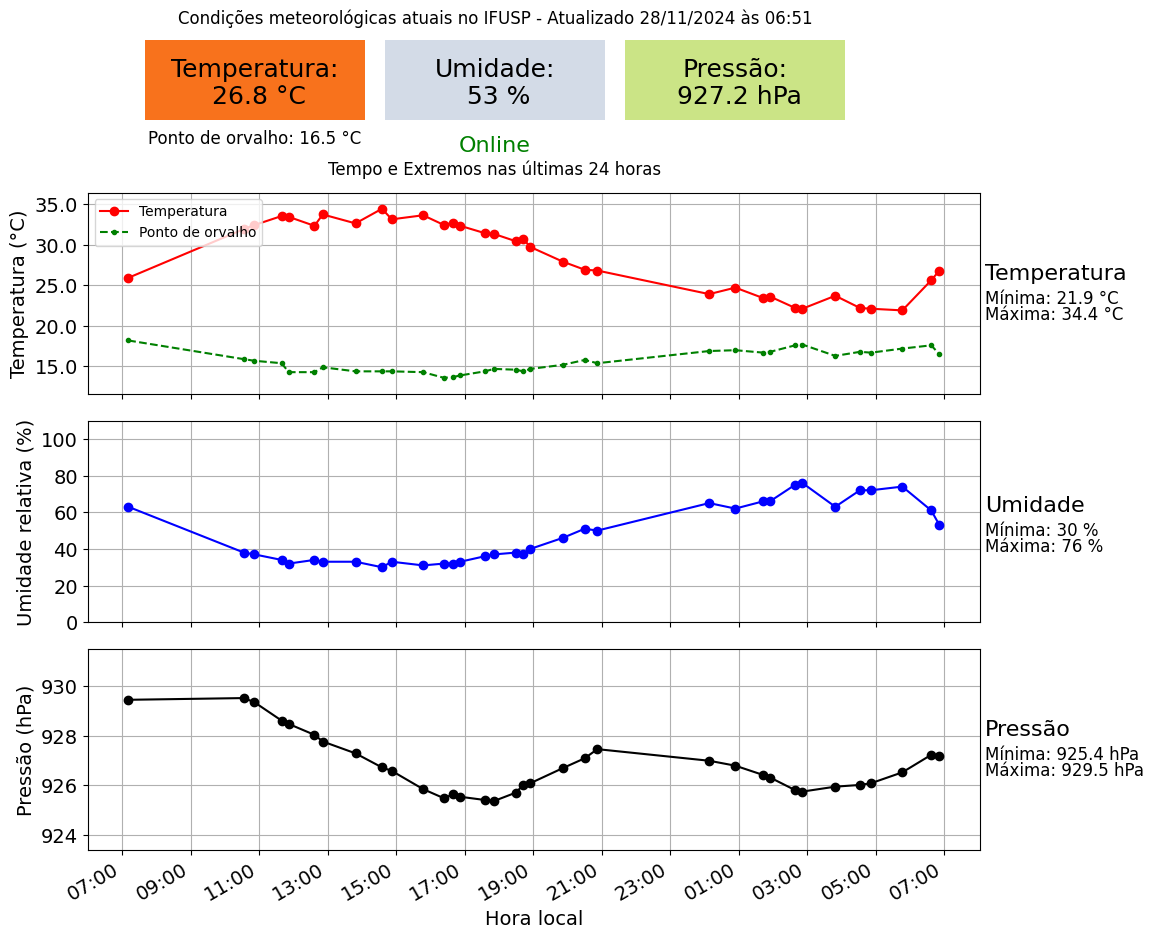 Condições meteorológicas atuais no IFUSP - Atualizado 28/11/2024 às 06:51
Temperatura:
26.8 °C
Umidade:
53 %
Pressão:
927.2 hPa
Ponto de orvalho: 16.5 °C
Online
Tempo e Extremos nas últimas 24 horas
Temperatura (°C)
35.0
30.0
25.0
20.0
15.0
Temperatura
Ponto de orvalho
Temperatura
Mínima: 21.9 °C
Máxima: 34.4 °C
Umidade relativa (%)
100
80
60
40
20
0
Umidade
Mínima: 30 %
Máxima: 76 %
Pressão (hPa)
930
928
926
924
Pressão
Mínima: 925.4 hPa
Máxima: 929.5 hPa
07:00 09:00 11:00 13:00 15:00 17:00 19:00 21:00 23:00 01:00 03:00 05:00 07:00
Hora local